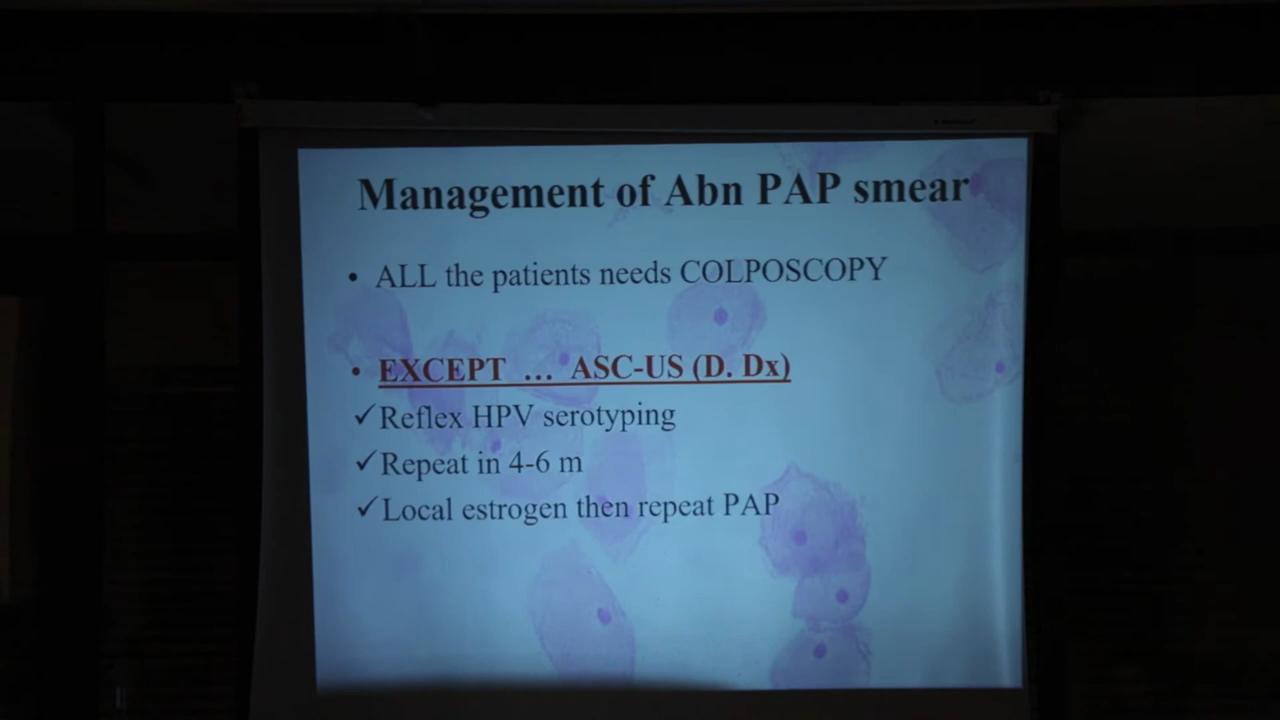 Management of Abn PAP smear
• ALL the patients needs COLPOSCOPY
• EXCEPT ... ASC-US (D. Dx)
✓Reflex HPV serotyping
✓Repeat in 4-6 m
✓Local estrogen then repeat PAP